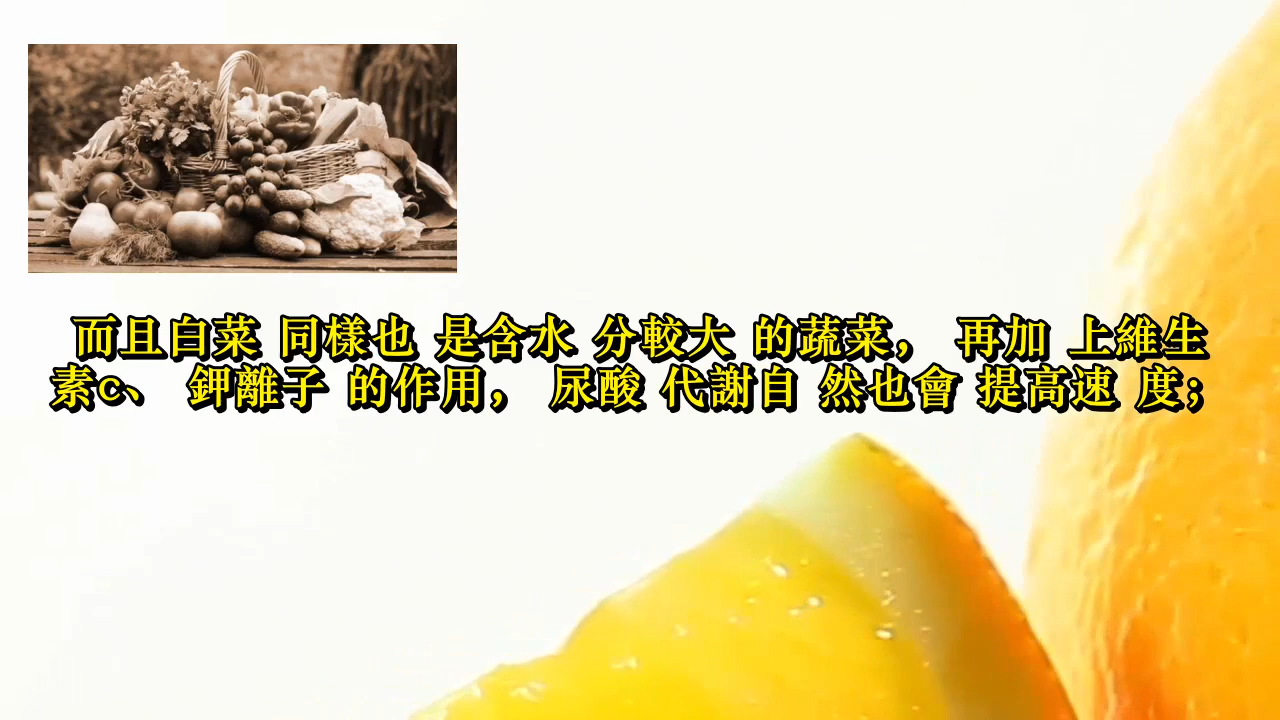 而且白菜 同樣也 是含水 分較大 的蔬菜， 再加 上維生
素c、 鉀離子 的作用， 尿酸 代謝自 然也會 提高速 度；